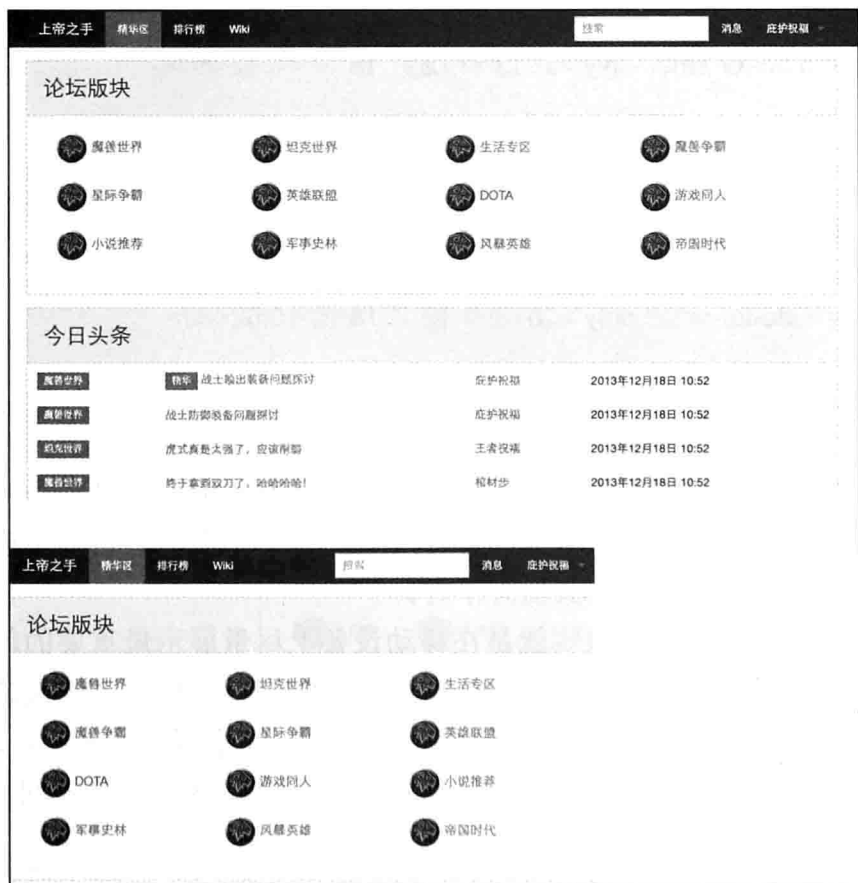 上帝之手 精华区 排行榜 Wiki 搜索 消息 庇护祝福
论坛版块
魔兽世界 坦克世界 生活专区 魔兽争霸
星际争霸 英雄联盟 DOTA 游戏同人
小说推荐 军事史林 风暴英雄 帝国时代
今日头条
魔兽世界 精华 战士输出装备问题探讨 庇护祝福 2013年12月18日 10:52
魔兽世界 战士防御装备问题探讨 庇护祝福 2013年12月18日 10:52
坦克世界 虎式真是太强了，应该削弱 王者祝福 2013年12月18日 10:52
魔兽世界 终于拿到双刀了，哈哈哈哈！ 棺材步 2013年12月18日 10:52
上帝之手 精华区 排行榜 Wiki 搜索 消息 庇护祝福
论坛版块
魔兽世界 坦克世界 生活专区
魔兽争霸 星际争霸 英雄联盟
DOTA 游戏同人 小说推荐
军事史林 风暴英雄 帝国时代